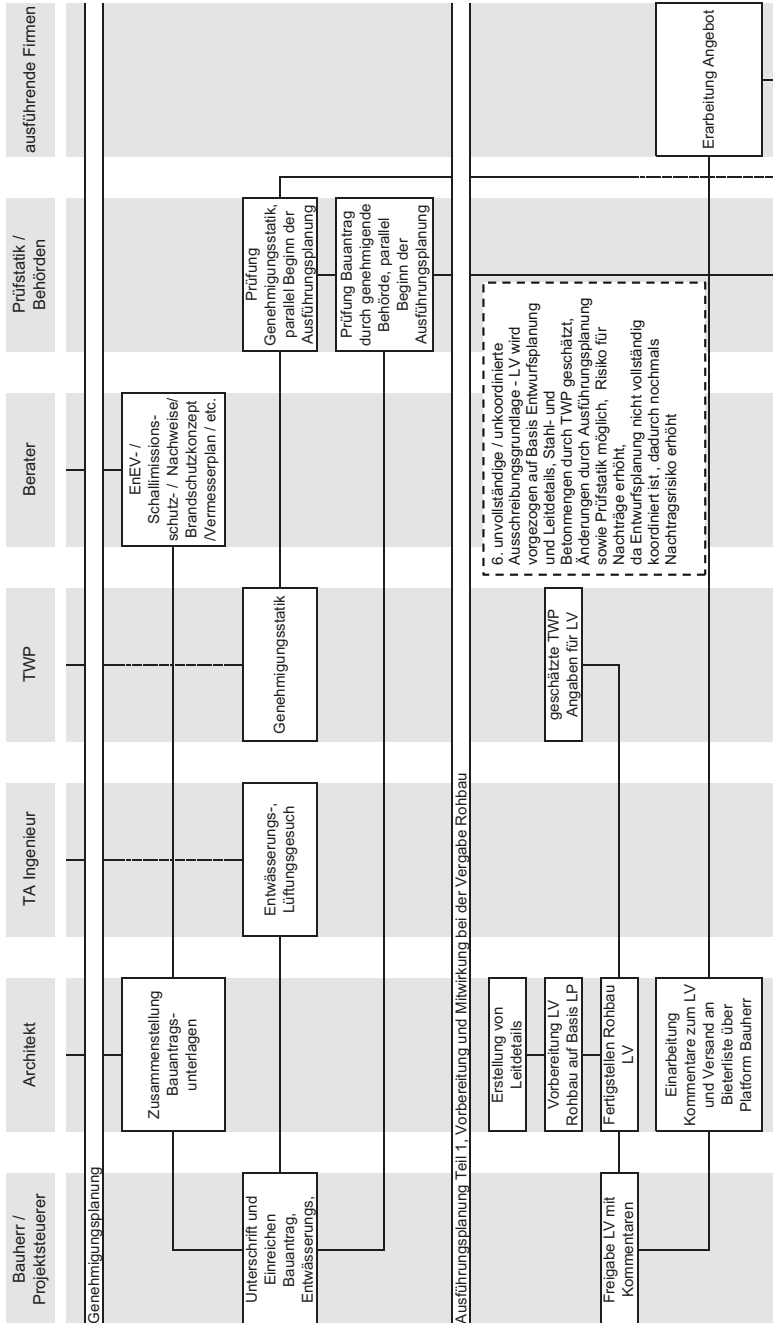 Bauherr /
Projektsteuerer
Architekt
TA Ingenieur
TWP
Berater
Prüfstatik /
Behörden
ausführende Firmen
Genehmigungsplanung
Zusammenstellung
Bauantrags-
unterlagen
EnEV- /
Schallimissions-
schutz- / Nachweise/
Brandschutzkonzept
/Vermesserplan / etc.
Unterschrift und
Einreichen
Bauantrag,
Entwässerungs,
Entwässerungs-,
Lüftungsgesuch
Genehmigungsstatik
Prüfung
Genehmigungsstatik,
parallel Beginn der
Ausführungsplanung
Prüfung Bauantrag
durch genehmigende
Behörde, parallel
Beginn der
Ausführungsplanung
Ausführungsplanung Teil 1, Vorbereitung und Mitwirkung bei der Vergabe Rohbau
Erstellung von
Leitdetails
Vorbereitung LV
Rohbau auf Basis LP
geschätzte TWP
Angaben für LV
6. unvollständige / unkoordinierte
Ausschreibungsgrundlage - LV wird
vorgezogen auf Basis Entwurfsplanung
und Leitdetails, Stahl- und
Betonmengen durch TWP geschätzt,
Änderungen durch Ausführungsplanung
sowie Prüfstatik möglich, Risiko für
Nachträge erhöht,
da Entwurfsplanung nicht vollständig
koordiniert ist , dadurch nochmals
Nachtragsrisiko erhöht
Freigabe LV mit
Kommentaren
Fertigstellen Rohbau
LV
Einarbeitung
Kommentare zum LV
und Versand an
Bieterliste über
Platform Bauherr
Erarbeitung Angebot